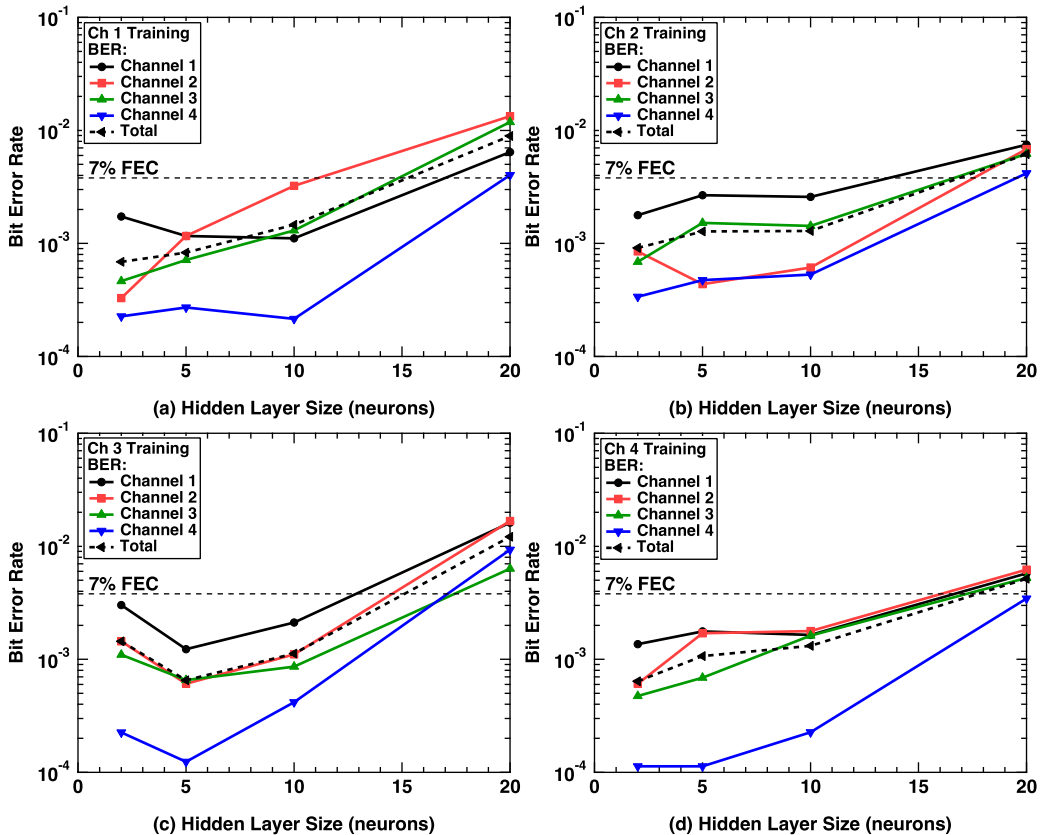 Ch 1 Training
BER:
Channel 1
Channel 2
Channel 3
Channel 4
Total
7% FEC
Bit Error Rate
10-1
10-2
10-3
10-4
0 5 10 15 20
(a) Hidden Layer Size (neurons)
Ch 2 Training
BER:
Channel 1
Channel 2
Channel 3
Channel 4
Total
7% FEC
Bit Error Rate
10-1
10-2
10-3
10-4
0 5 10 15 20
(b) Hidden Layer Size (neurons)
Ch 3 Training
BER:
Channel 1
Channel 2
Channel 3
Channel 4
Total
7% FEC
Bit Error Rate
10-1
10-2
10-3
10-4
0 5 10 15 20
(c) Hidden Layer Size (neurons)
Ch 4 Training
BER:
Channel 1
Channel 2
Channel 3
Channel 4
Total
7% FEC
Bit Error Rate
10-1
10-2
10-3
10-4
0 5 10 15 20
(d) Hidden Layer Size (neurons)